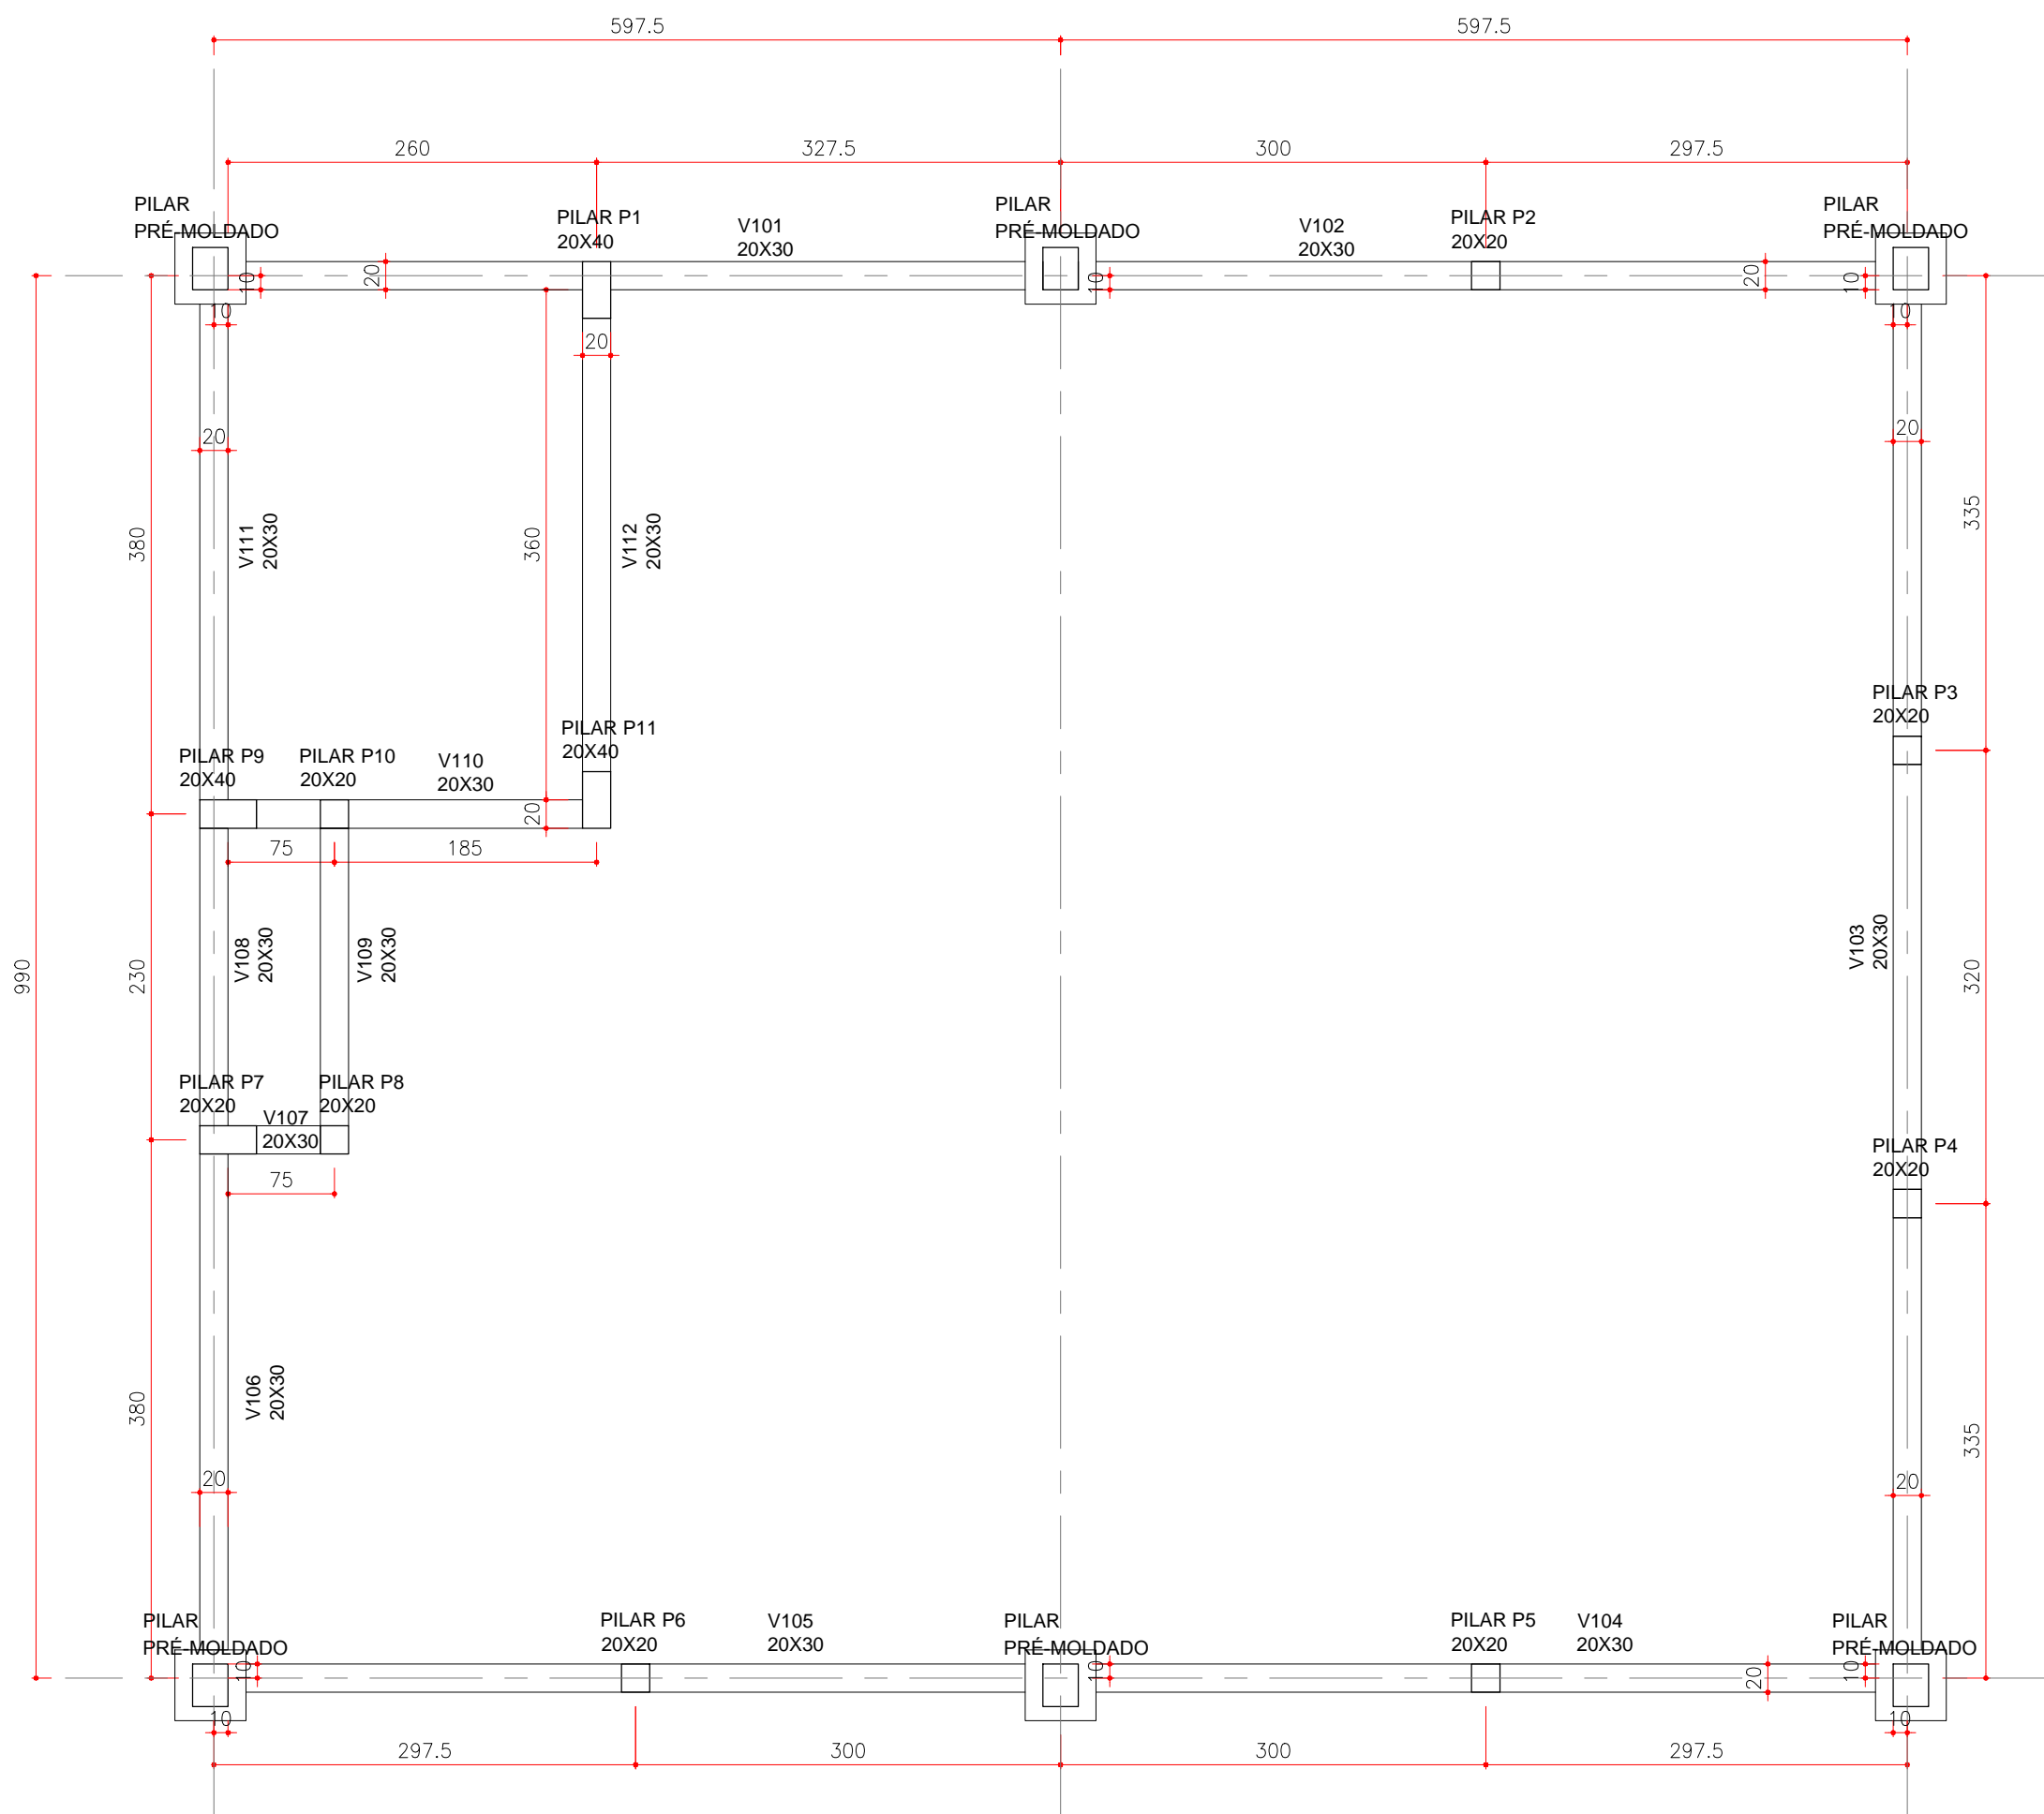 597.5
597.5
260
327.5
300
297.5
PILAR
PRÉ-MOLDADO
PILAR P1
20X40
V101
20X30
PILAR
PRÉ-MOLDADO
V102
20X30
PILAR P2
20X20
PILAR
PRÉ-MOLDADO
10
20
10
20
10
10
10
20
20
20
380
V111
20X30
360
V112
20X30
335
PILAR P3
20X20
PILAR P9
20X40
PILAR P10
20X20
V110
20X30
PILAR P11
20X40
20
75
185
990
230
V108
20X30
V109
20X30
V103
20X30
320
PILAR P7
20X20
V107
20X30
PILAR P8
20X20
75
PILAR P4
20X20
380
V106
20X30
335
20
20
PILAR
PRÉ-MOLDADO
PILAR P6
20X20
V105
20X30
PILAR
PRÉ-MOLDADO
PILAR P5
20X20
V104
20X30
PILAR
PRÉ-MOLDADO
10
10
20
10
10
10
297.5
300
300
297.5